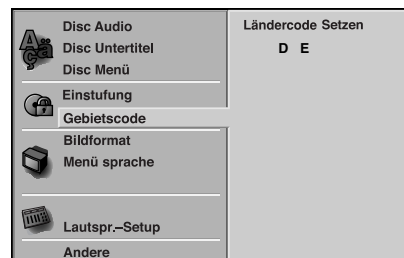 Disc Audio
Disc Untertitel
Disc Menü
Einstufung
Gebietscode
Bildformat
Menü sprache
Lautspr.–Setup
Andere
Ländercode Setzen
D E